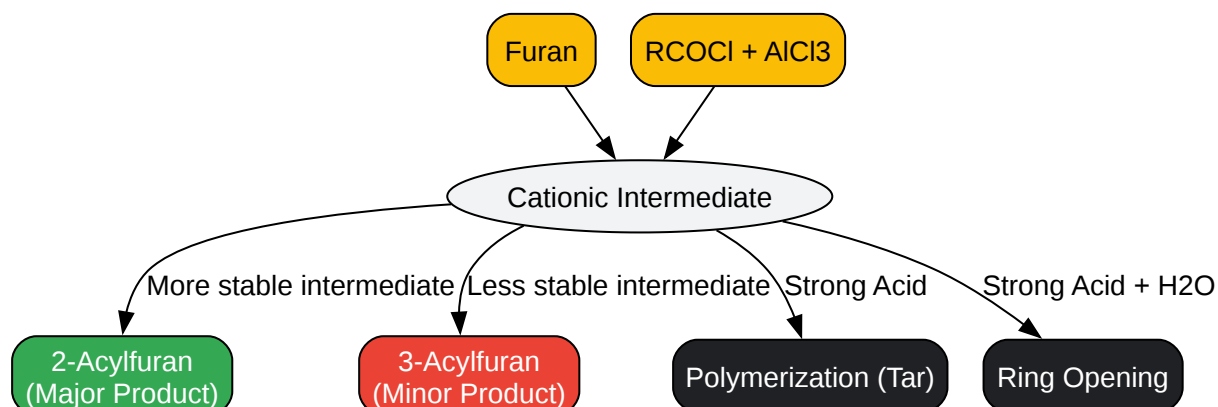 Furan
RCOCl + AlCl3
Cationic Intermediate
More stable intermediate
Less stable intermediate
Strong Acid
Strong Acid + H2O
2-Acylfuran
(Major Product)
3-Acylfuran
(Minor Product)
Polymerization (Tar)
Ring Opening